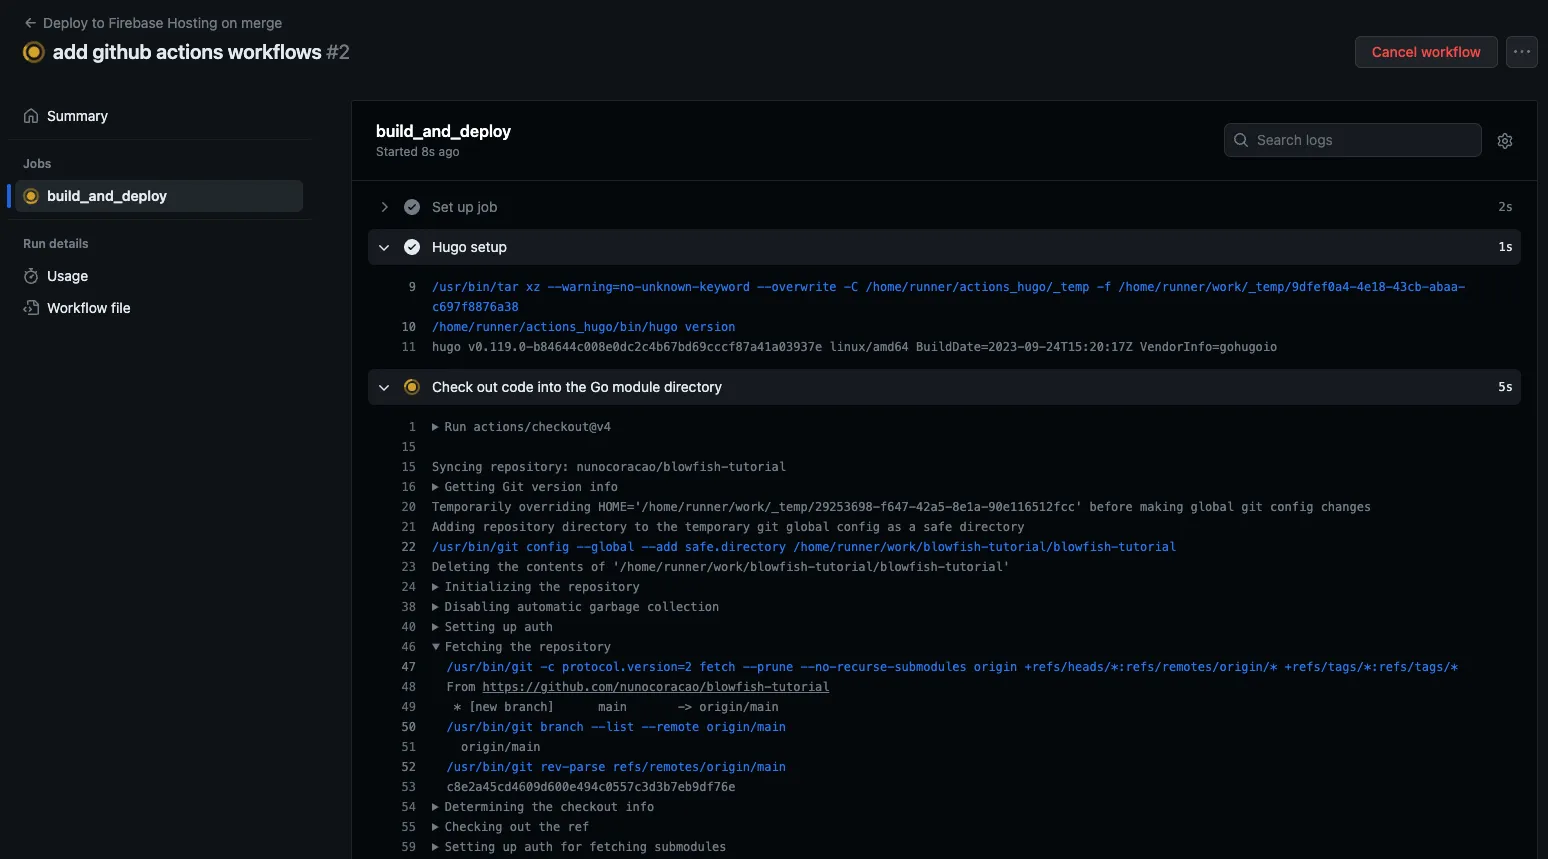 ← Deploy to Firebase Hosting on merge
add github actions workflows #2
Cancel workflow
...
Summary
Jobs
build_and_deploy
Run details
Usage
Workflow file
build_and_deploy
Started 8s ago
Search logs
Set up job 2s
Hugo setup 1s
9 /usr/bin/tar xz --warning=no-unknown-keyword --overwrite -C /home/runner/actions_hugo/_temp -f /home/runner/work/_temp/9dfef0a4-4e18-43cb-abaa-
c697f8876a38
10 /home/runner/actions_hugo/bin/hugo version
11 hugo v0.119.0-b84644c008e0dc2c4b67bd69cccf87a41a03937e linux/amd64 BuildDate=2023-09-24T15:20:17Z VendorInfo=gohugoio
Check out code into the Go module directory 5s
1 ▶ Run actions/checkout@v4
15
15 Syncing repository: nunocoracao/blowfish-tutorial
16 ▶ Getting Git version info
20 Temporarily overriding HOME='/home/runner/work/_temp/29253698-f647-42a5-8e1a-90e116512fcc' before making global git config changes
21 Adding repository directory to the temporary git global config as a safe directory
22 /usr/bin/git config --global --add safe.directory /home/runner/work/blowfish-tutorial/blowfish-tutorial
23 Deleting the contents of '/home/runner/work/blowfish-tutorial/blowfish-tutorial'
24 ▶ Initializing the repository
38 ▶ Disabling automatic garbage collection
40 ▶ Setting up auth
46 ▼ Fetching the repository
47 /usr/bin/git -c protocol.version=2 fetch --prune --no-recurse-submodules origin +refs/heads/*:refs/remotes/origin/* +refs/tags/*:refs/tags/*
48 From https://github.com/nunocoracao/blowfish-tutorial
49 * [new branch] main -> origin/main
50 /usr/bin/git branch --list --remote origin/main
51 origin/main
52 /usr/bin/git rev-parse refs/remotes/origin/main
53 c8e2a45cd4609d600e494c0557c3d3b7eb9df76e
54 ▶ Determining the checkout info
55 ▶ Checking out the ref
59 ▶ Setting up auth for fetching submodules